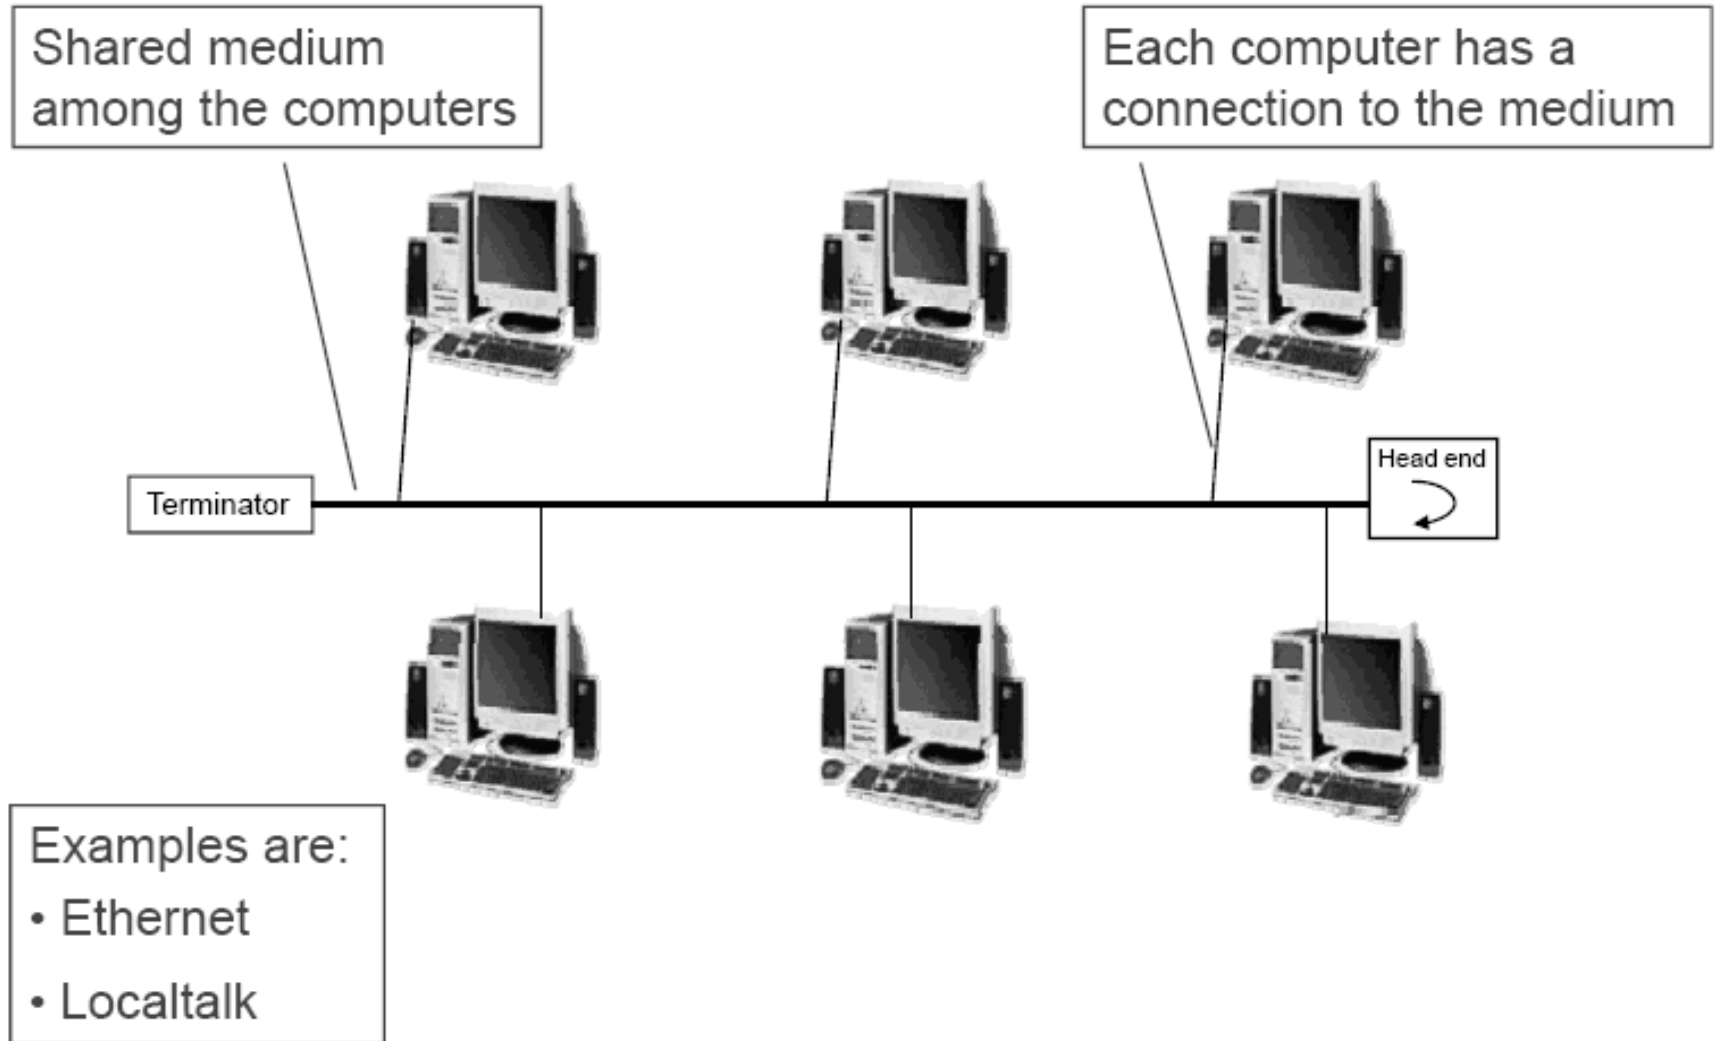 Shared medium
among the computers
Each computer has a
connection to the medium
Head end
Terminator
Examples are:
• Ethernet
• Localtalk